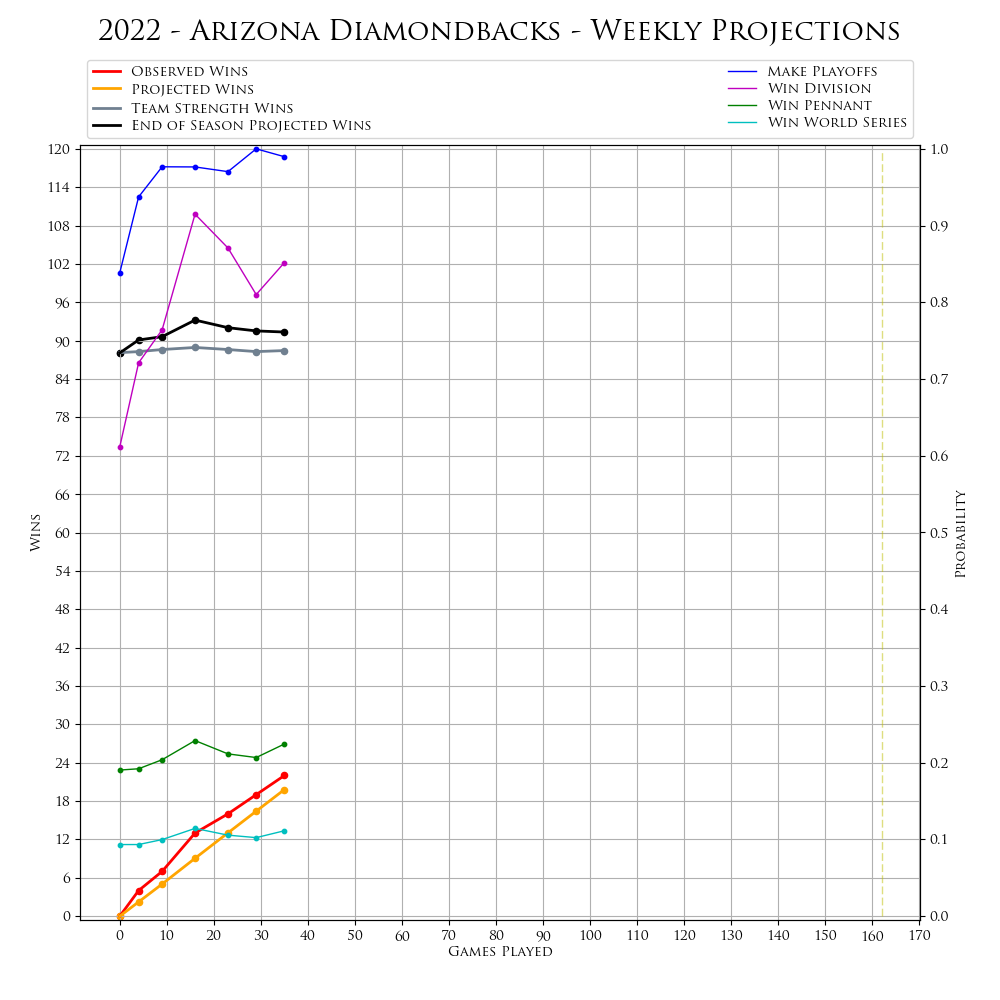 2022 - Arizona Diamondbacks - Weekly Projections
Observed Wins
Projected Wins
Team Strength Wins
End of Season Projected Wins
Make Playoffs
Win Division
Win Pennant
Win World Series
120
114
108
102
96
90
84
78
72
66
60
54
48
42
36
30
24
18
12
6
0
Wins
1.0
0.9
0.8
0.7
0.6
0.5
0.4
0.3
0.2
0.1
0.0
Probability
0 10 20 30 40 50 60 70 80 90 100 110 120 130 140 150 160 170
Games Played